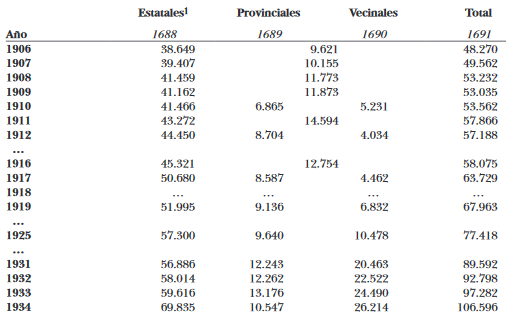 Estatales¹ Provinciales Vecinales Total
Año 1688 1689 1690 1691
1906 38.649 9.621 48.270
1907 39.407 10.155 49.562
1908 41.459 11.773 53.232
1909 41.162 11.873 53.035
1910 41.466 6.865 5.231 53.562
1911 43.272 14.594 57.866
1912 44.450 8.704 4.034 57.188
...
1916 45.321 12.754 58.075
1917 50.680 8.587 4.462 63.729
1918 ... ... ... ...
1919 51.995 9.136 6.832 67.963
...
1925 57.300 9.640 10.478 77.418
...
1931 56.886 12.243 20.463 89.592
1932 58.014 12.262 22.522 92.798
1933 59.616 13.176 24.490 97.282
1934 69.835 10.547 26.214 106.596